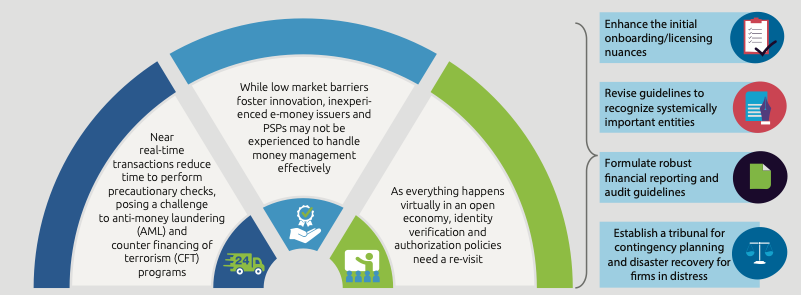 Near
real-time
transactions reduce
time to perform
precautionary checks,
posing a challenge
to anti-money laundering
(AML) and
counter financing of
terrorism (CFT)
programs
24
While low market barriers
foster innovation, inexperi-
enced e-money issuers and
PSPs may not be
experienced to handle
money management
effectively
As everything happens
virtually in an open
economy, identity
verification and
authorization policies
need a re-visit
Enhance the initial
onboarding/licensing
nuances
Revise guidelines to
recognize systemically
important entities
Formulate robust
financial reporting and
audit guidelines
Establish a tribunal for
contingency planning
and disaster recovery for
firms in distress